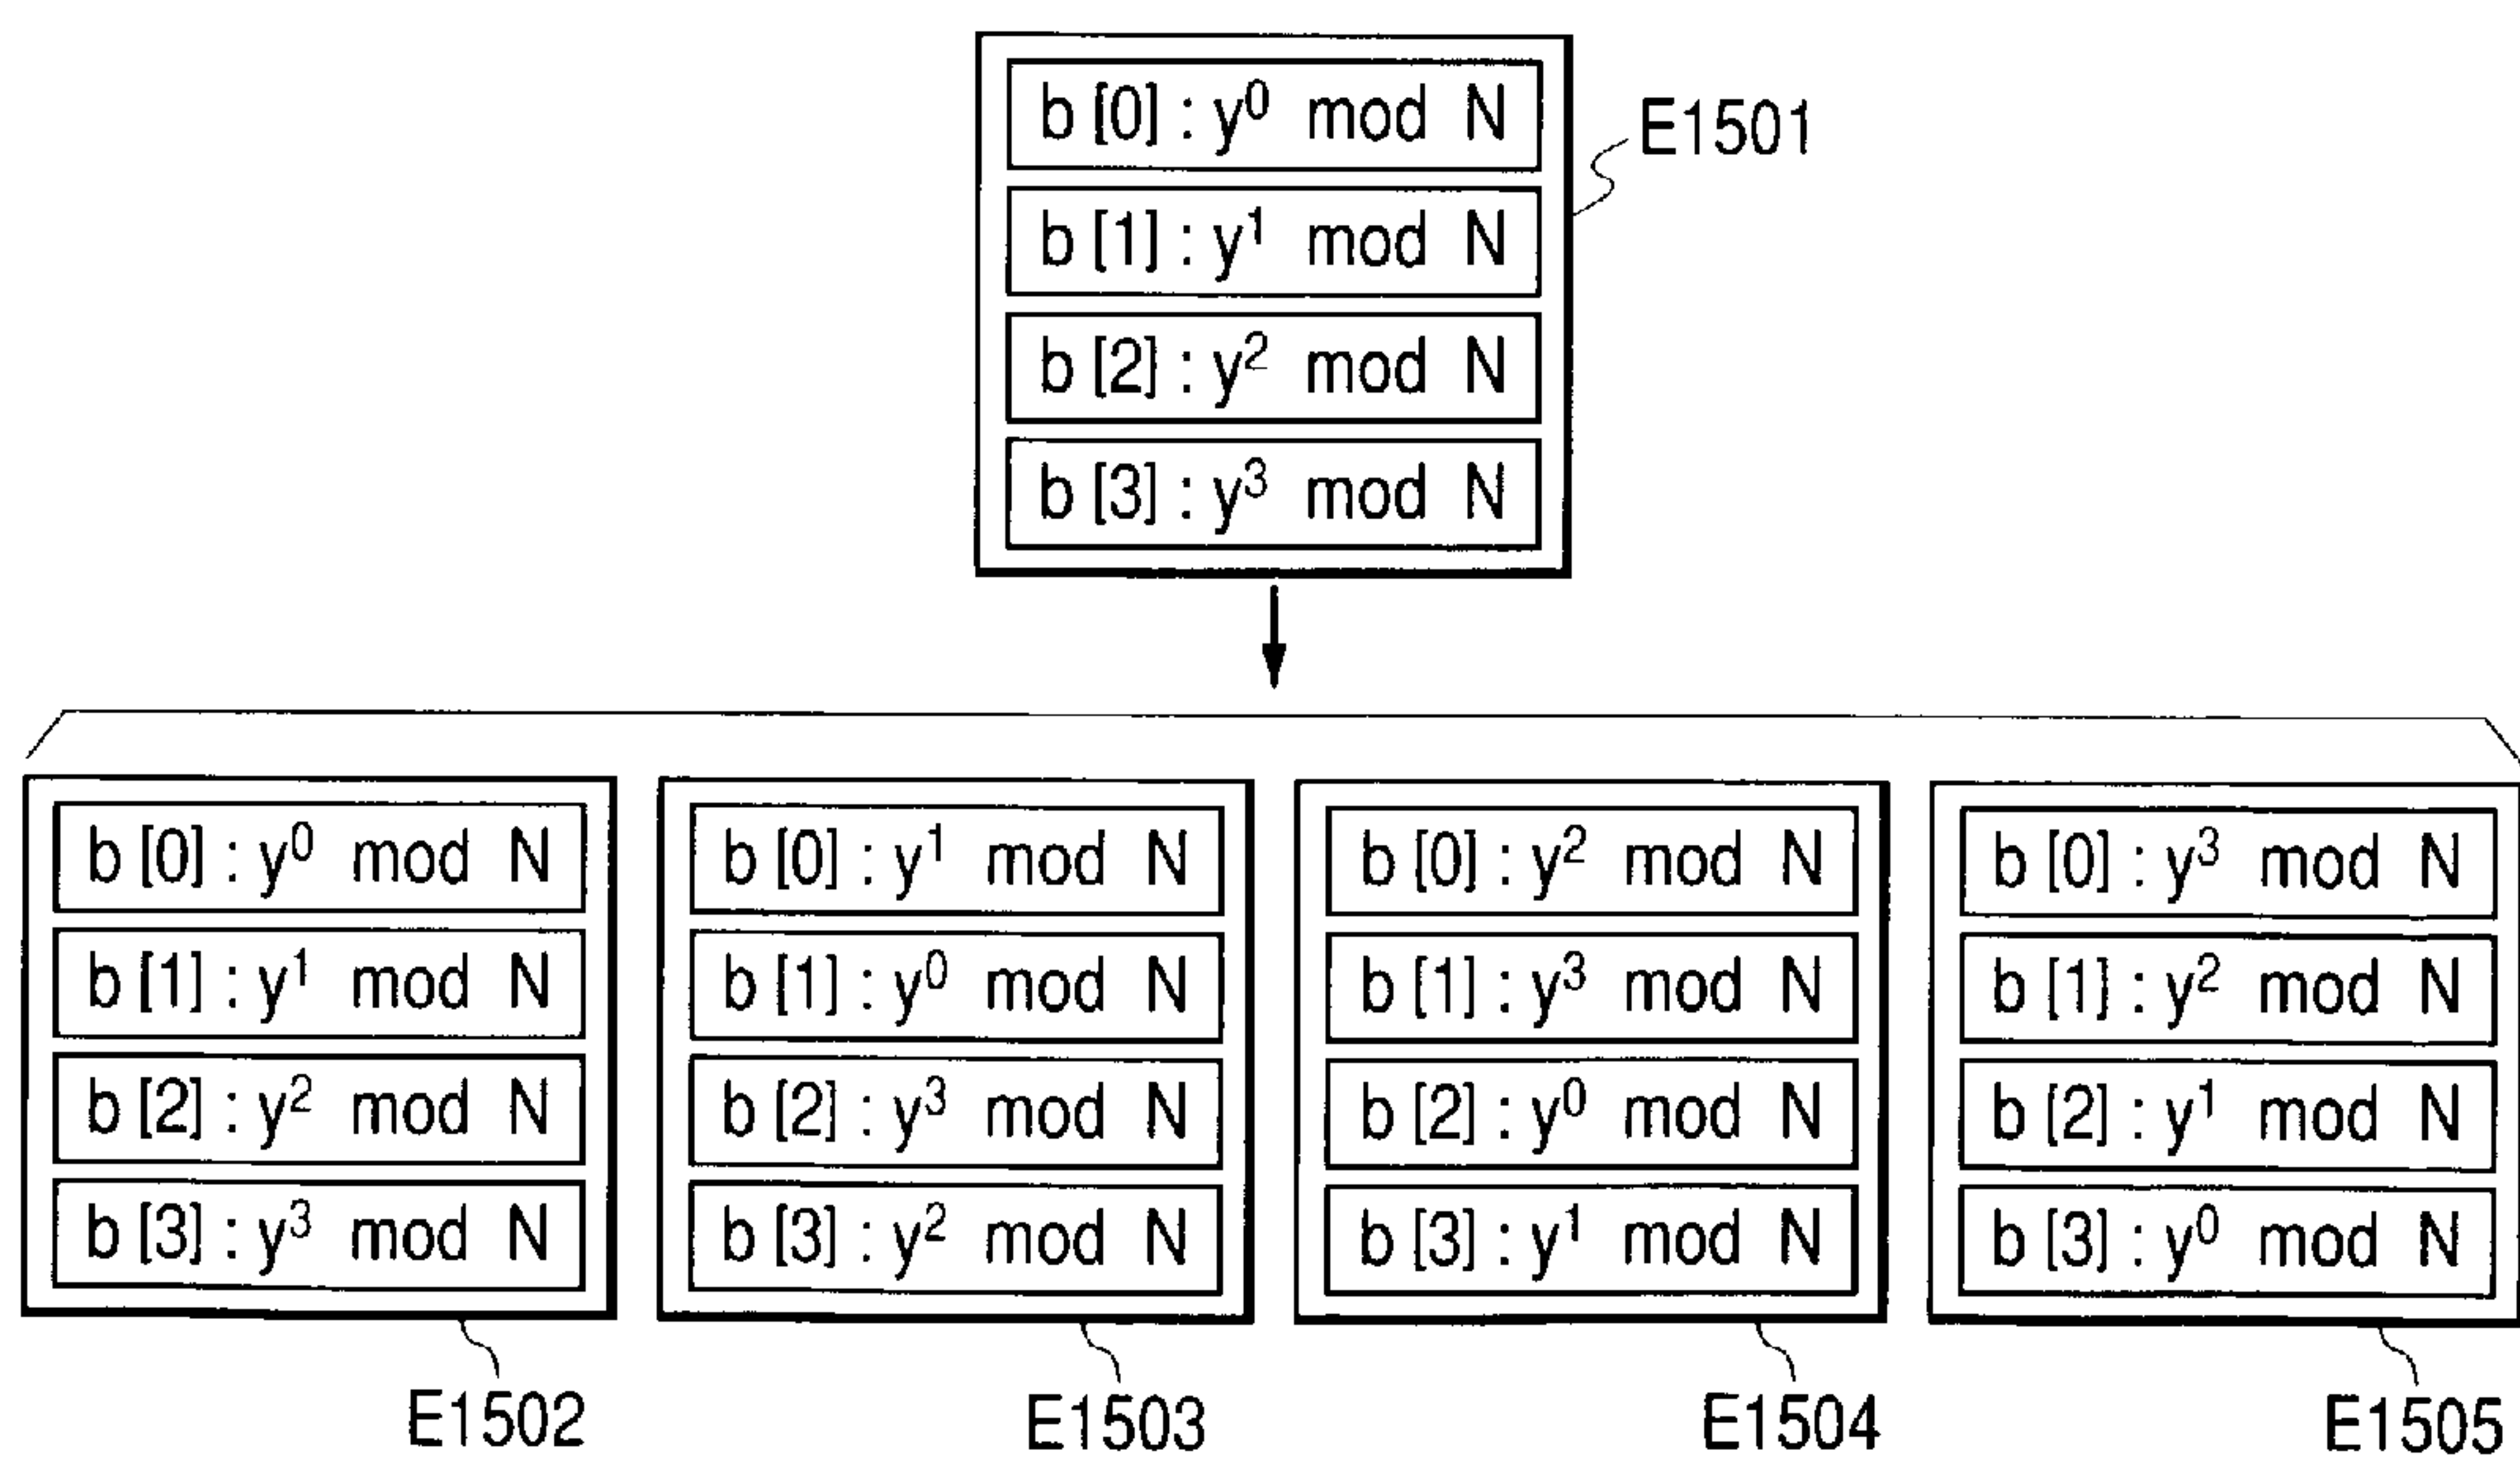 b [0] : y⁰ mod N
E1501
b [1] : y¹ mod N
b [2] : y² mod N
b [3] : y³ mod N
b [0] : y⁰ mod N
b [1] : y¹ mod N
b [2] : y² mod N
b [3] : y³ mod N
E1502
b [0] : y¹ mod N
b [1] : y⁰ mod N
b [2] : y³ mod N
b [3] : y² mod N
E1503
b [0] : y² mod N
b [1] : y³ mod N
b [2] : y⁰ mod N
b [3] : y¹ mod N
E1504
b [0] : y³ mod N
b [1] : y² mod N
b [2] : y¹ mod N
b [3] : y⁰ mod N
E1505